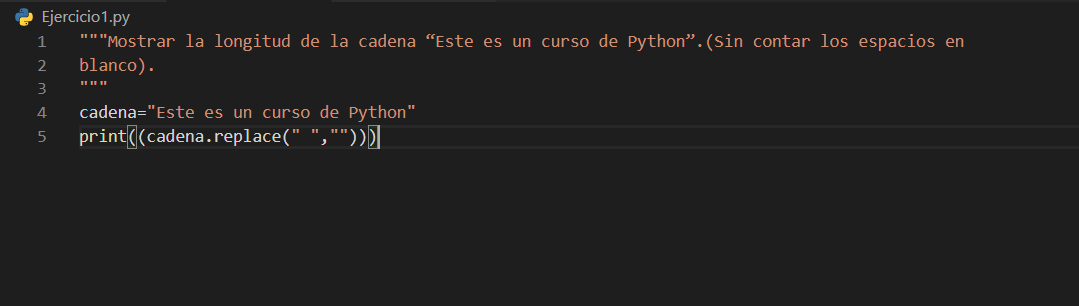 Ejercicio1.py
1 """Mostrar la longitud de la cadena “Este es un curso de Python”.(Sin contar los espacios en
2 blanco).
3 """
4 cadena="Este es un curso de Python"
5 print((cadena.replace(" ","")))